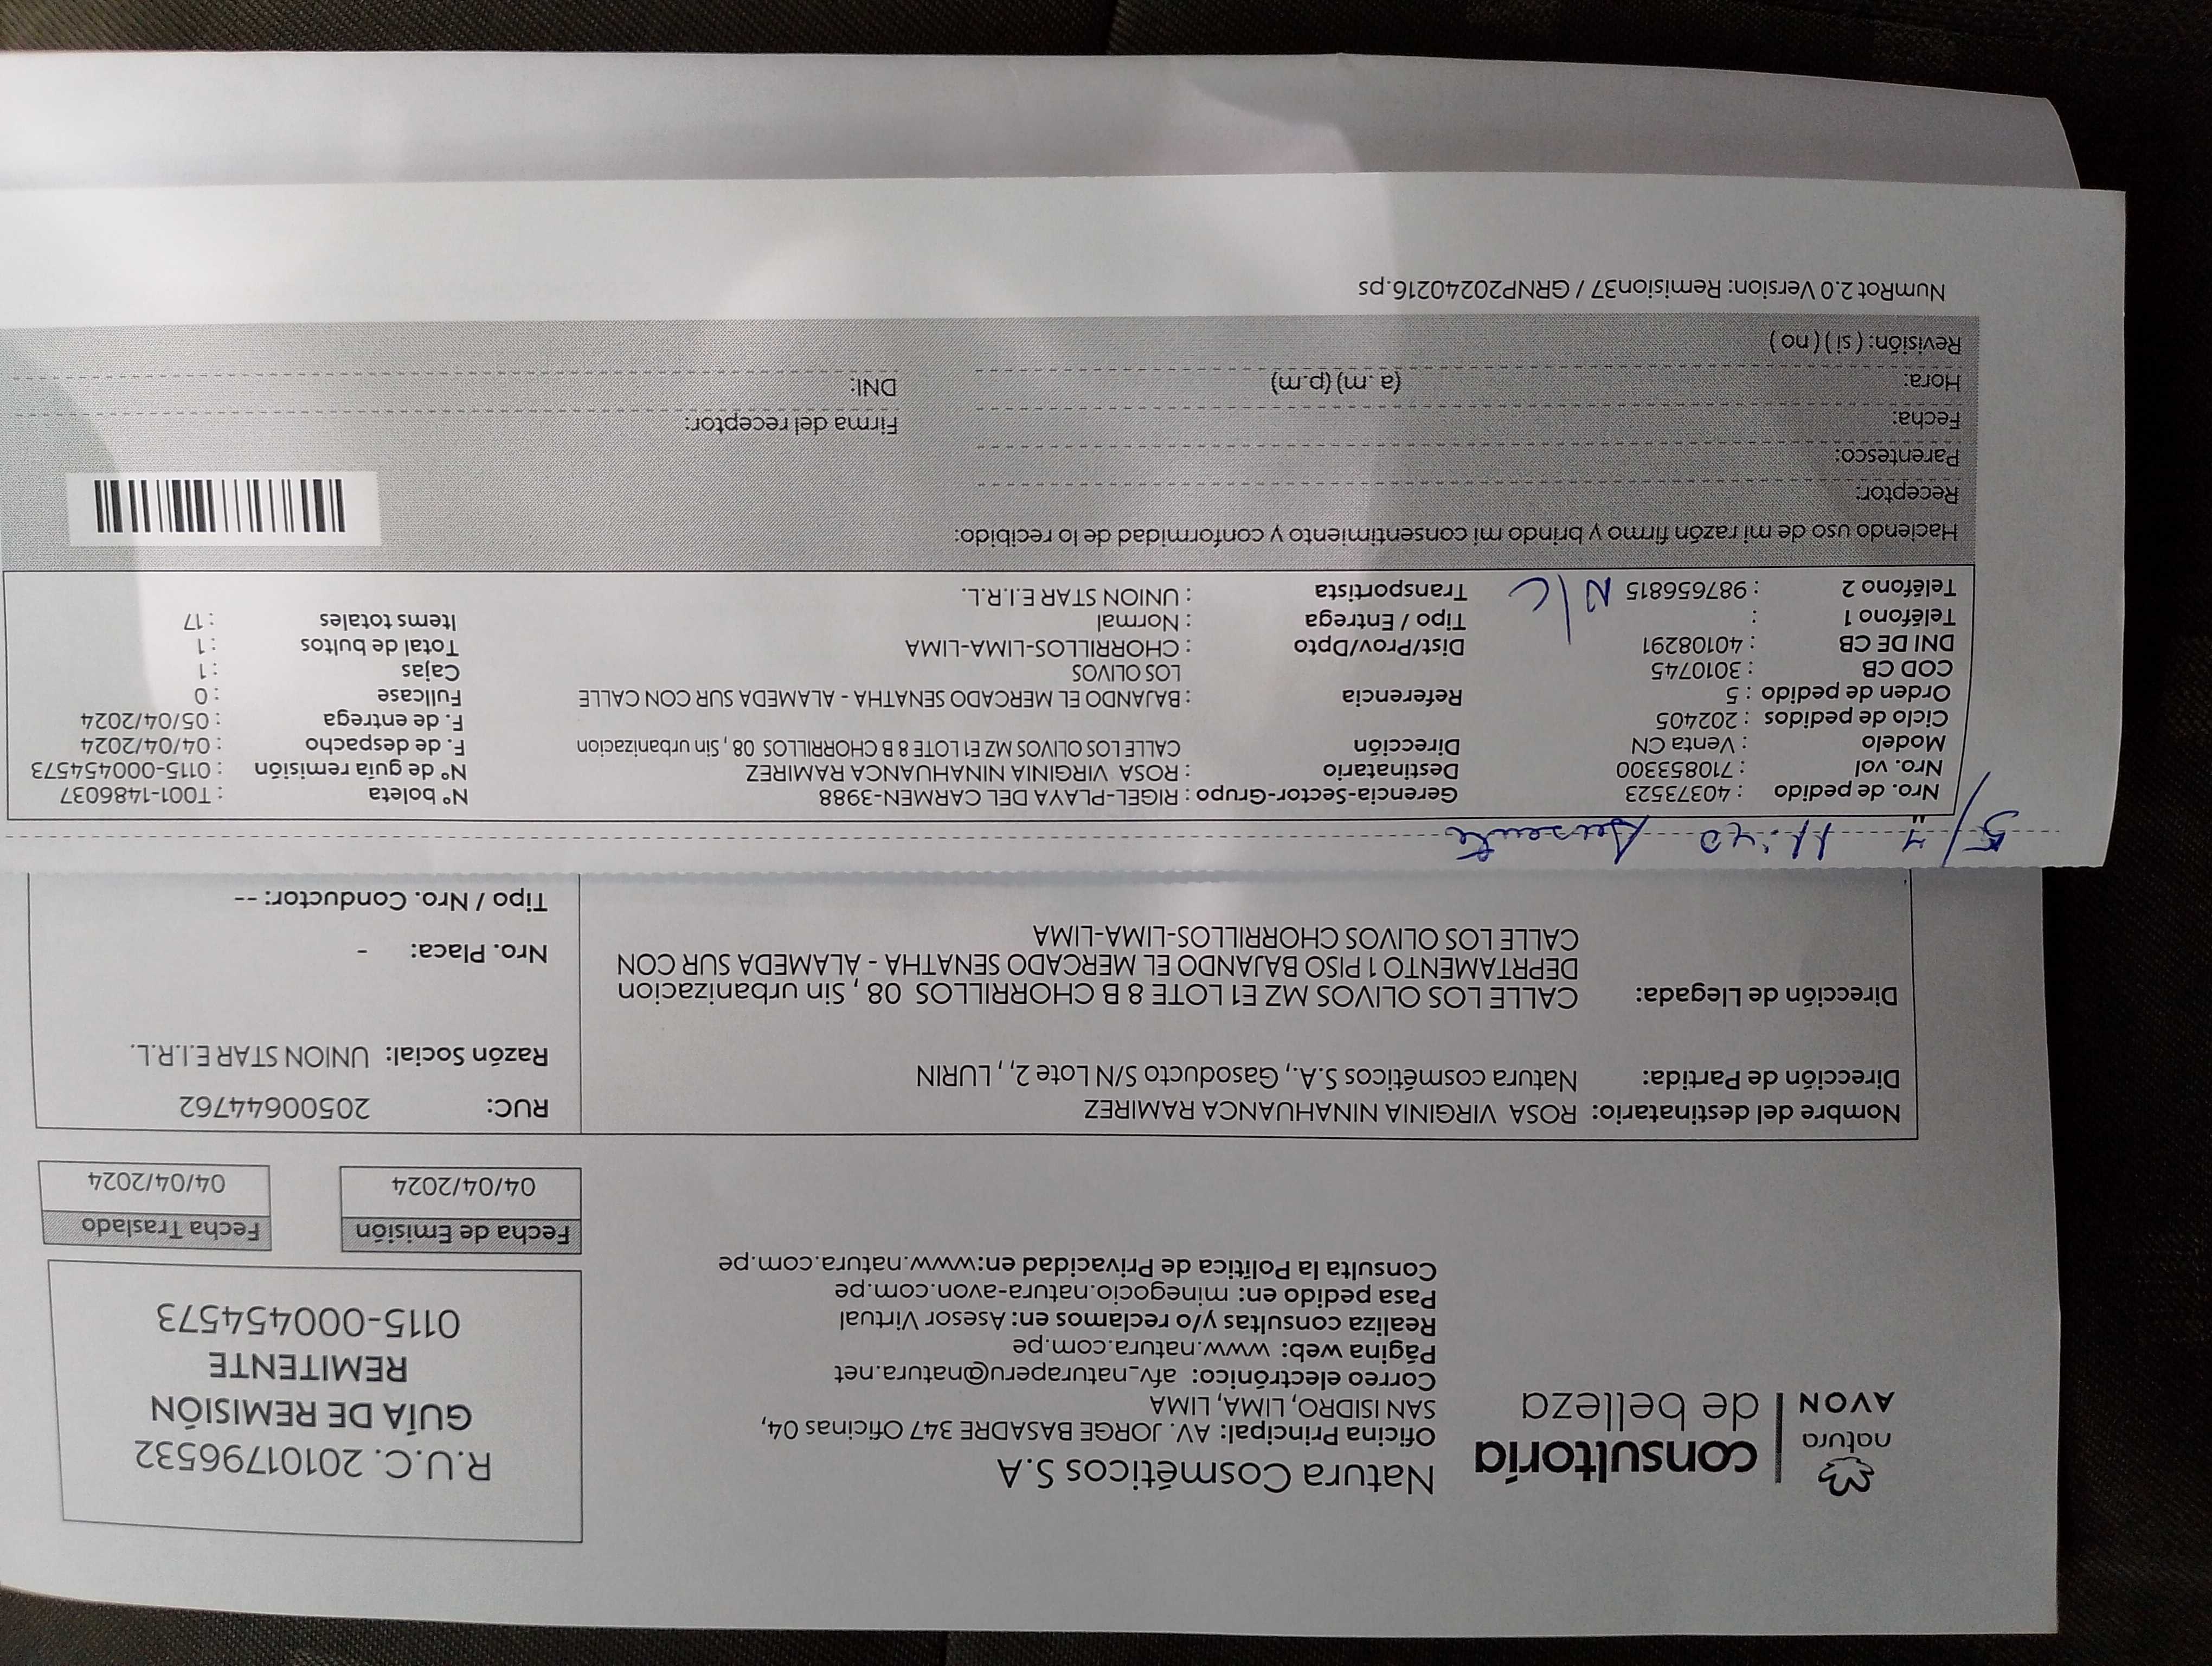 natura
AVON
consultoría
de belleza
Natura Cosméticos S.A
Oficina Principal: AV. JORGE BASADRE 347 Oficinas 04,
SAN ISIDRO, LIMA, LIMA
Correo electrónico: afv_naturaperu@natura.net
Página web: www.natura.com.pe
Realiza consultas y/o reclamos en: Asesor Virtual
Pasa pedido en: minegocio.natura-avon.com.pe
Consulta la Política de Privacidad en:www.natura.com.pe
R.U.C. 20101796532
GUÍA DE REMISIÓN
REMITENTE
0115-000454573
Fecha de Emisión
04/04/2024
Fecha Traslado
04/04/2024
Nombre del destinatario: ROSA VIRGINIA NINAHUANCA RAMIREZ
Dirección de Partida: Natura cosméticos S.A., Gasoducto S/N Lote 2, , LURIN
Dirección de Llegada: CALLE LOS OLIVOS MZ E1 LOTE 8 B CHORRILLOS 08 , Sin urbanizacion
DEPRTAMENTO 1 PISO BAJANDO EL MERCADO SENATHA - ALAMEDA SUR CON
CALLE LOS OLIVOS CHORRILLOS-LIMA-LIMA
RUC: 20500644762
Razón Social: UNION STAR E.I.R.L.
Nro. Placa: -
Tipo / Nro. Conductor: --
5/4 11:40 Ausente
Nro. de pedido : 40373523
Nro. vol : 710853300
Modelo : Venta CN
Ciclo de pedidos : 202405
Orden de pedido : 5
COD CB : 3010745
DNI DE CB : 40108291
Teléfono 1 :
Teléfono 2 : 987656815
N/C
Gerencia-Sector-Grupo : RIGEL-PLAYA DEL CARMEN-3988
Destinatario : ROSA VIRGINIA NINAHUANCA RAMIREZ
Dirección CALLE LOS OLIVOS MZ E1 LOTE 8 B CHORRILLOS 08 , Sin urbanizacion
Referencia : BAJANDO EL MERCADO SENATHA - ALAMEDA SUR CON CALLE
LOS OLIVOS
Dist/Prov/Dpto : CHORRILLOS-LIMA-LIMA
Tipo / Entrega : Normal
Transportista : UNION STAR E.I.R.L.
N° boleta : T001-1486037
N° de guía remisión : 0115-000454573
F. de despacho : 04/04/2024
F. de entrega : 05/04/2024
Fullcase : 0
Cajas : 1
Total de bultos : 1
Items totales : 17
Haciendo uso de mi razón firmo y brindo mi consentimiento y conformidad de lo recibido:
Receptor:
Parentesco:
Fecha:
Hora: (a .m) (p.m)
Revisión: ( si ) ( no )
Firma del receptor:
DNI:
NumRot 2.0 Version: Remision37 / GRNP20240216.ps